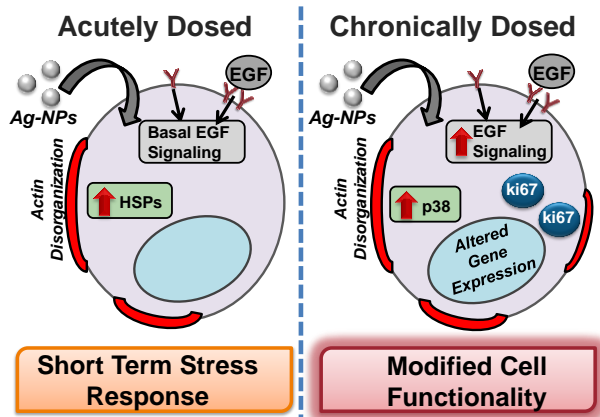 Acutely Dosed
EGF
Ag-NPs
Basal EGF
Signaling
Actin
Disorganization
HSPs
Short Term Stress
Response
Chronically Dosed
EGF
Ag-NPs
EGF
Signaling
Actin
Disorganization
p38
ki67
ki67
Altered
Gene
Expression
Modified Cell
Functionality